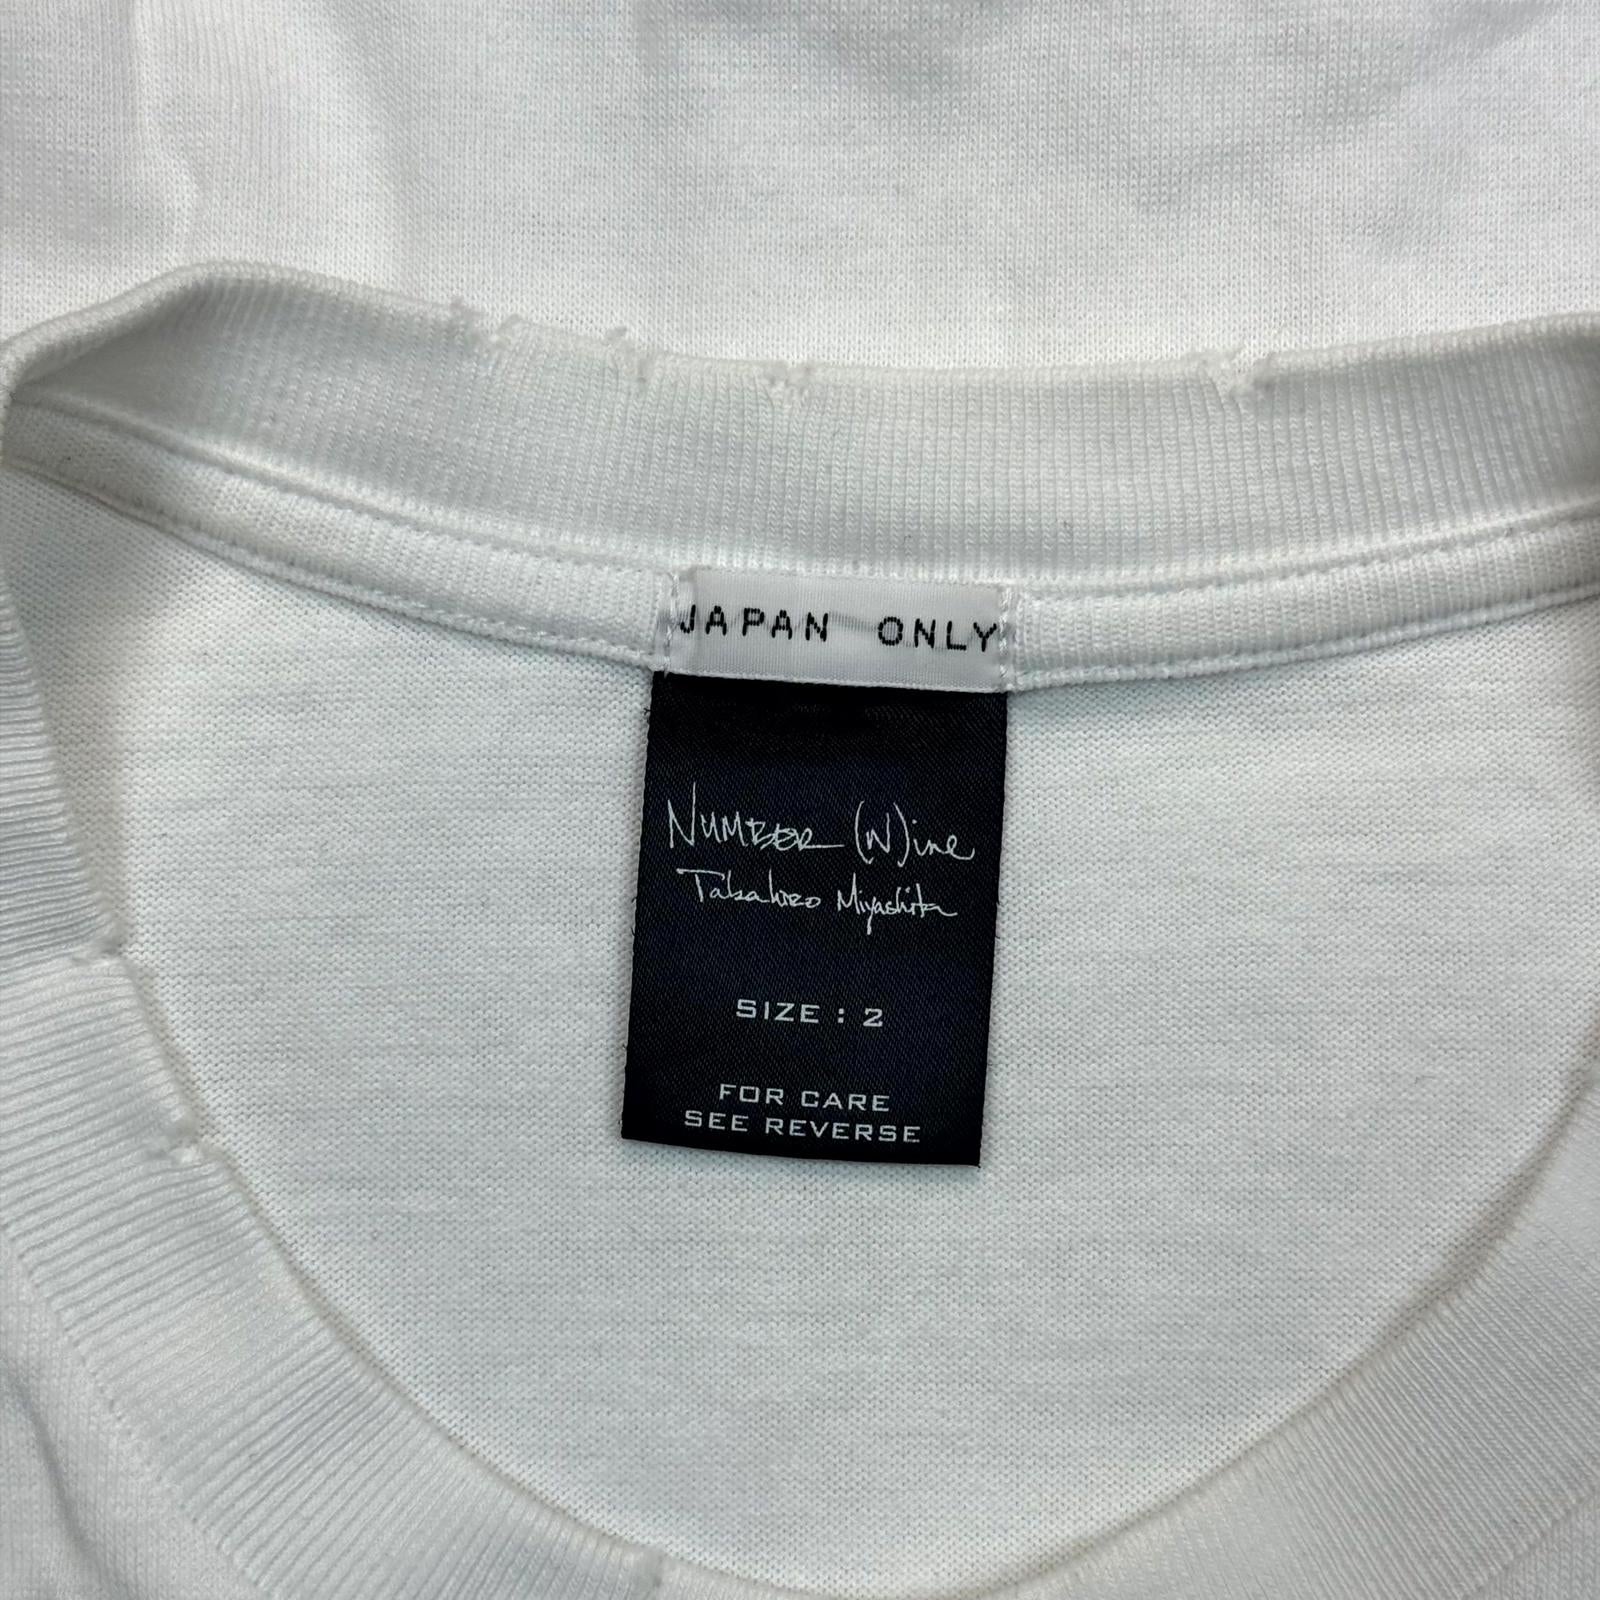 JAPAN ONLY
NUMBER (N)ine
Takahiro Miyashita
SIZE : 2
FOR CARE
SEE REVERSE